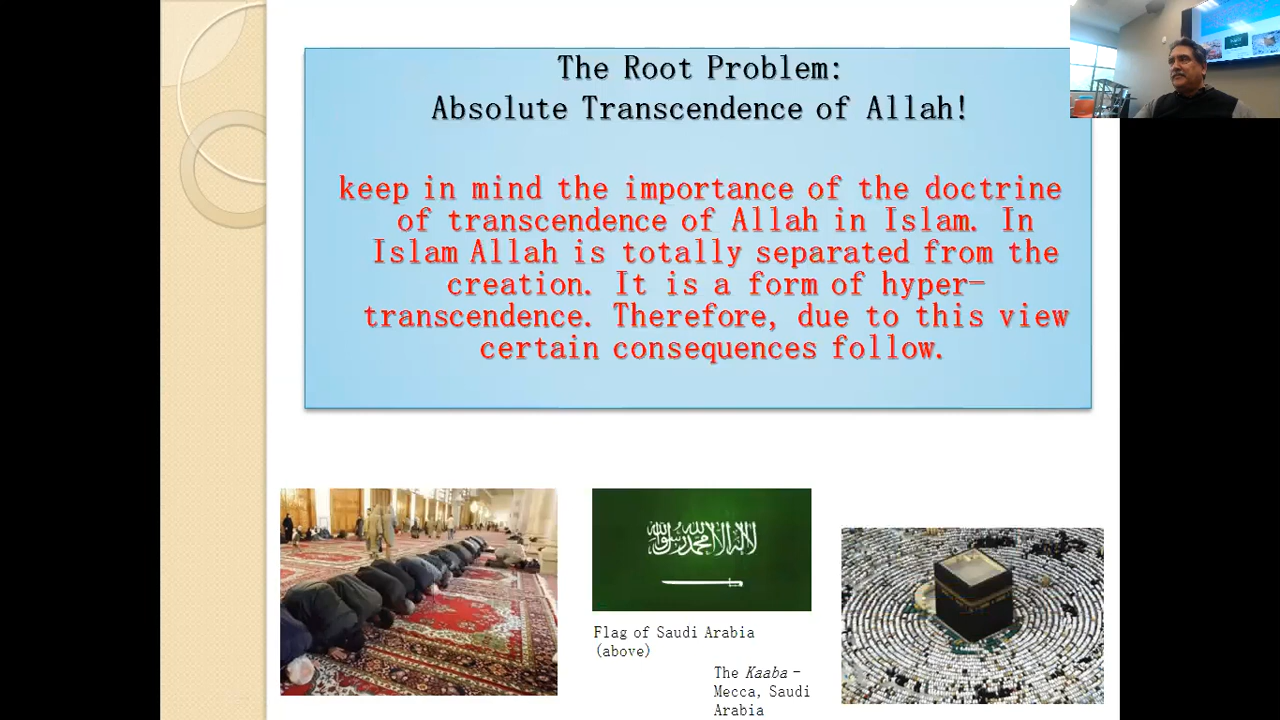 The Root Problem:
Absolute Transcendence of Allah!
keep in mind the importance of the doctrine
of transcendence of Allah in Islam. In
Islam Allah is totally separated from the
creation. It is a form of hyper-
transcendence. Therefore, due to this view
certain consequences follow.
لا إله إلا الله محمد رسول الله
Flag of Saudi Arabia
(above)
The Kaaba -
Mecca, Saudi
Arabia